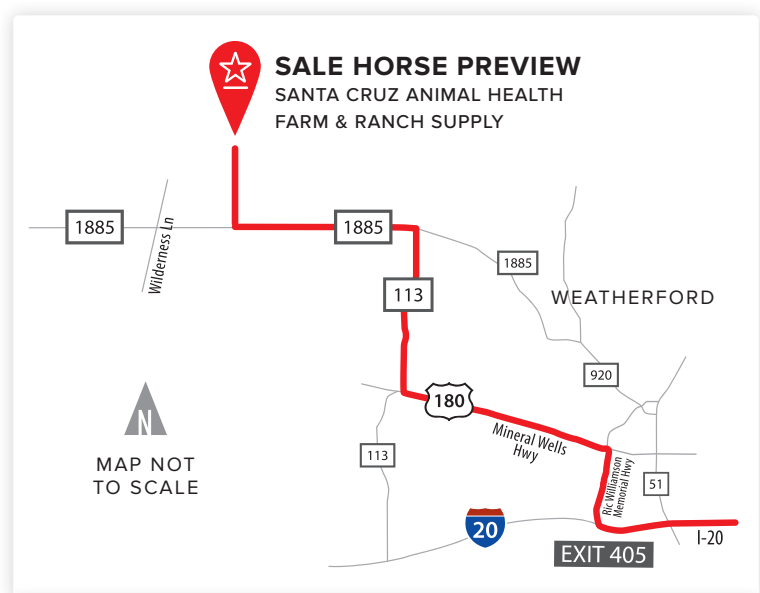 SALE HORSE PREVIEW
SANTA CRUZ ANIMAL HEALTH
FARM & RANCH SUPPLY
1885
Wilderness Ln
1885
1885
113
WEATHERFORD
920
180
Mineral Wells
Hwy
N
MAP NOT
TO SCALE
113
Ric Williamson
Memorial Hwy
51
20
I-20
EXIT 405